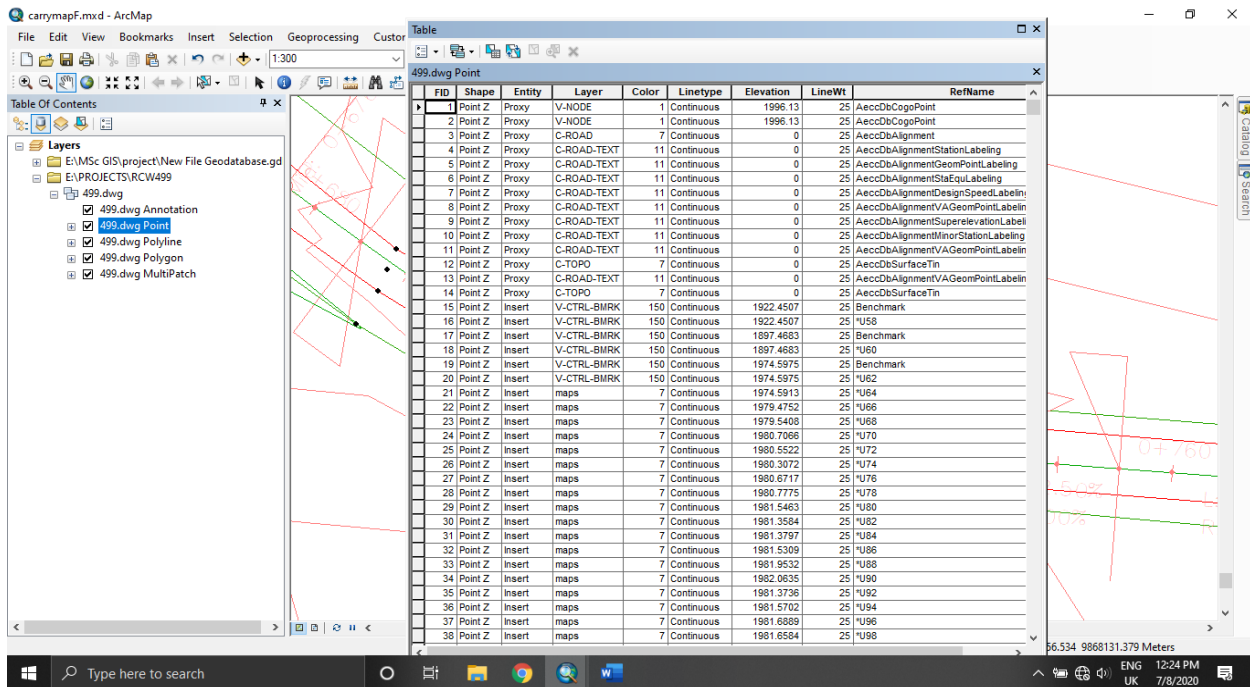 carrymapF.mxd - ArcMap
File Edit View Bookmarks Insert Selection Geoprocessing Custor
1:300
Table Of Contents
Layers
E:\MSc GIS\project\New File Geodatabase.gd
E:\PROJECTS\RCW499
499.dwg
499.dwg Annotation
499.dwg Point
499.dwg Polyline
499.dwg Polygon
499.dwg MultiPatch
Table
499.dwg Point
FID Shape Entity Layer Color Linetype Elevation LineWt RefName
1 Point Z Proxy V-NODE 1 Continuous 1996.13 25 AeccDbCogoPoint
2 Point Z Proxy V-NODE 1 Continuous 1996.13 25 AeccDbCogoPoint
3 Point Z Proxy C-ROAD 7 Continuous 0 25 AeccDbAlignment
4 Point Z Proxy C-ROAD-TEXT 11 Continuous 0 25 AeccDbAlignmentStationLabeling
5 Point Z Proxy C-ROAD-TEXT 11 Continuous 0 25 AeccDbAlignmentGeomPointLabeling
6 Point Z Proxy C-ROAD-TEXT 11 Continuous 0 25 AeccDbAlignmentStaEquLabeling
7 Point Z Proxy C-ROAD-TEXT 11 Continuous 0 25 AeccDbAlignmentDesignSpeedLabeling
8 Point Z Proxy C-ROAD-TEXT 11 Continuous 0 25 AeccDbAlignmentVAGeomPointLabelin
9 Point Z Proxy C-ROAD-TEXT 11 Continuous 0 25 AeccDbAlignmentSuperelevationLabeli
10 Point Z Proxy C-ROAD-TEXT 11 Continuous 0 25 AeccDbAlignmentMinorStationLabeling
11 Point Z Proxy C-ROAD-TEXT 11 Continuous 0 25 AeccDbAlignmentVAGeomPointLabelin
12 Point Z Proxy C-TOPO 7 Continuous 0 25 AeccDbSurfaceTin
13 Point Z Proxy C-ROAD-TEXT 11 Continuous 0 25 AeccDbAlignmentVAGeomPointLabelin
14 Point Z Proxy C-TOPO 7 Continuous 0 25 AeccDbSurfaceTin
15 Point Z Insert V-CTRL-BMRK 150 Continuous 1922.4507 25 Benchmark
16 Point Z Insert V-CTRL-BMRK 150 Continuous 1922.4507 25 *U58
17 Point Z Insert V-CTRL-BMRK 150 Continuous 1897.4683 25 Benchmark
18 Point Z Insert V-CTRL-BMRK 150 Continuous 1897.4683 25 *U60
19 Point Z Insert V-CTRL-BMRK 150 Continuous 1974.5975 25 Benchmark
20 Point Z Insert V-CTRL-BMRK 150 Continuous 1974.5975 25 *U62
21 Point Z Insert maps 7 Continuous 1974.5913 25 *U64
22 Point Z Insert maps 7 Continuous 1979.4752 25 *U66
23 Point Z Insert maps 7 Continuous 1979.5408 25 *U68
24 Point Z Insert maps 7 Continuous 1980.7066 25 *U70
25 Point Z Insert maps 7 Continuous 1980.5522 25 *U72
26 Point Z Insert maps 7 Continuous 1980.3072 25 *U74
27 Point Z Insert maps 7 Continuous 1980.6717 25 *U76
28 Point Z Insert maps 7 Continuous 1980.7775 25 *U78
29 Point Z Insert maps 7 Continuous 1981.5463 25 *U80
30 Point Z Insert maps 7 Continuous 1981.3584 25 *U82
31 Point Z Insert maps 7 Continuous 1981.3797 25 *U84
32 Point Z Insert maps 7 Continuous 1981.5309 25 *U86
33 Point Z Insert maps 7 Continuous 1981.9532 25 *U88
34 Point Z Insert maps 7 Continuous 1982.0635 25 *U90
35 Point Z Insert maps 7 Continuous 1981.3736 25 *U92
36 Point Z Insert maps 7 Continuous 1981.5702 25 *U94
37 Point Z Insert maps 7 Continuous 1981.6889 25 *U96
38 Point Z Insert maps 7 Continuous 1981.6584 25 *U98
Catalog
Search
0+760
56.534 9868131.379 Meters
Type here to search
ENG
UK
12:24 PM
7/8/2020